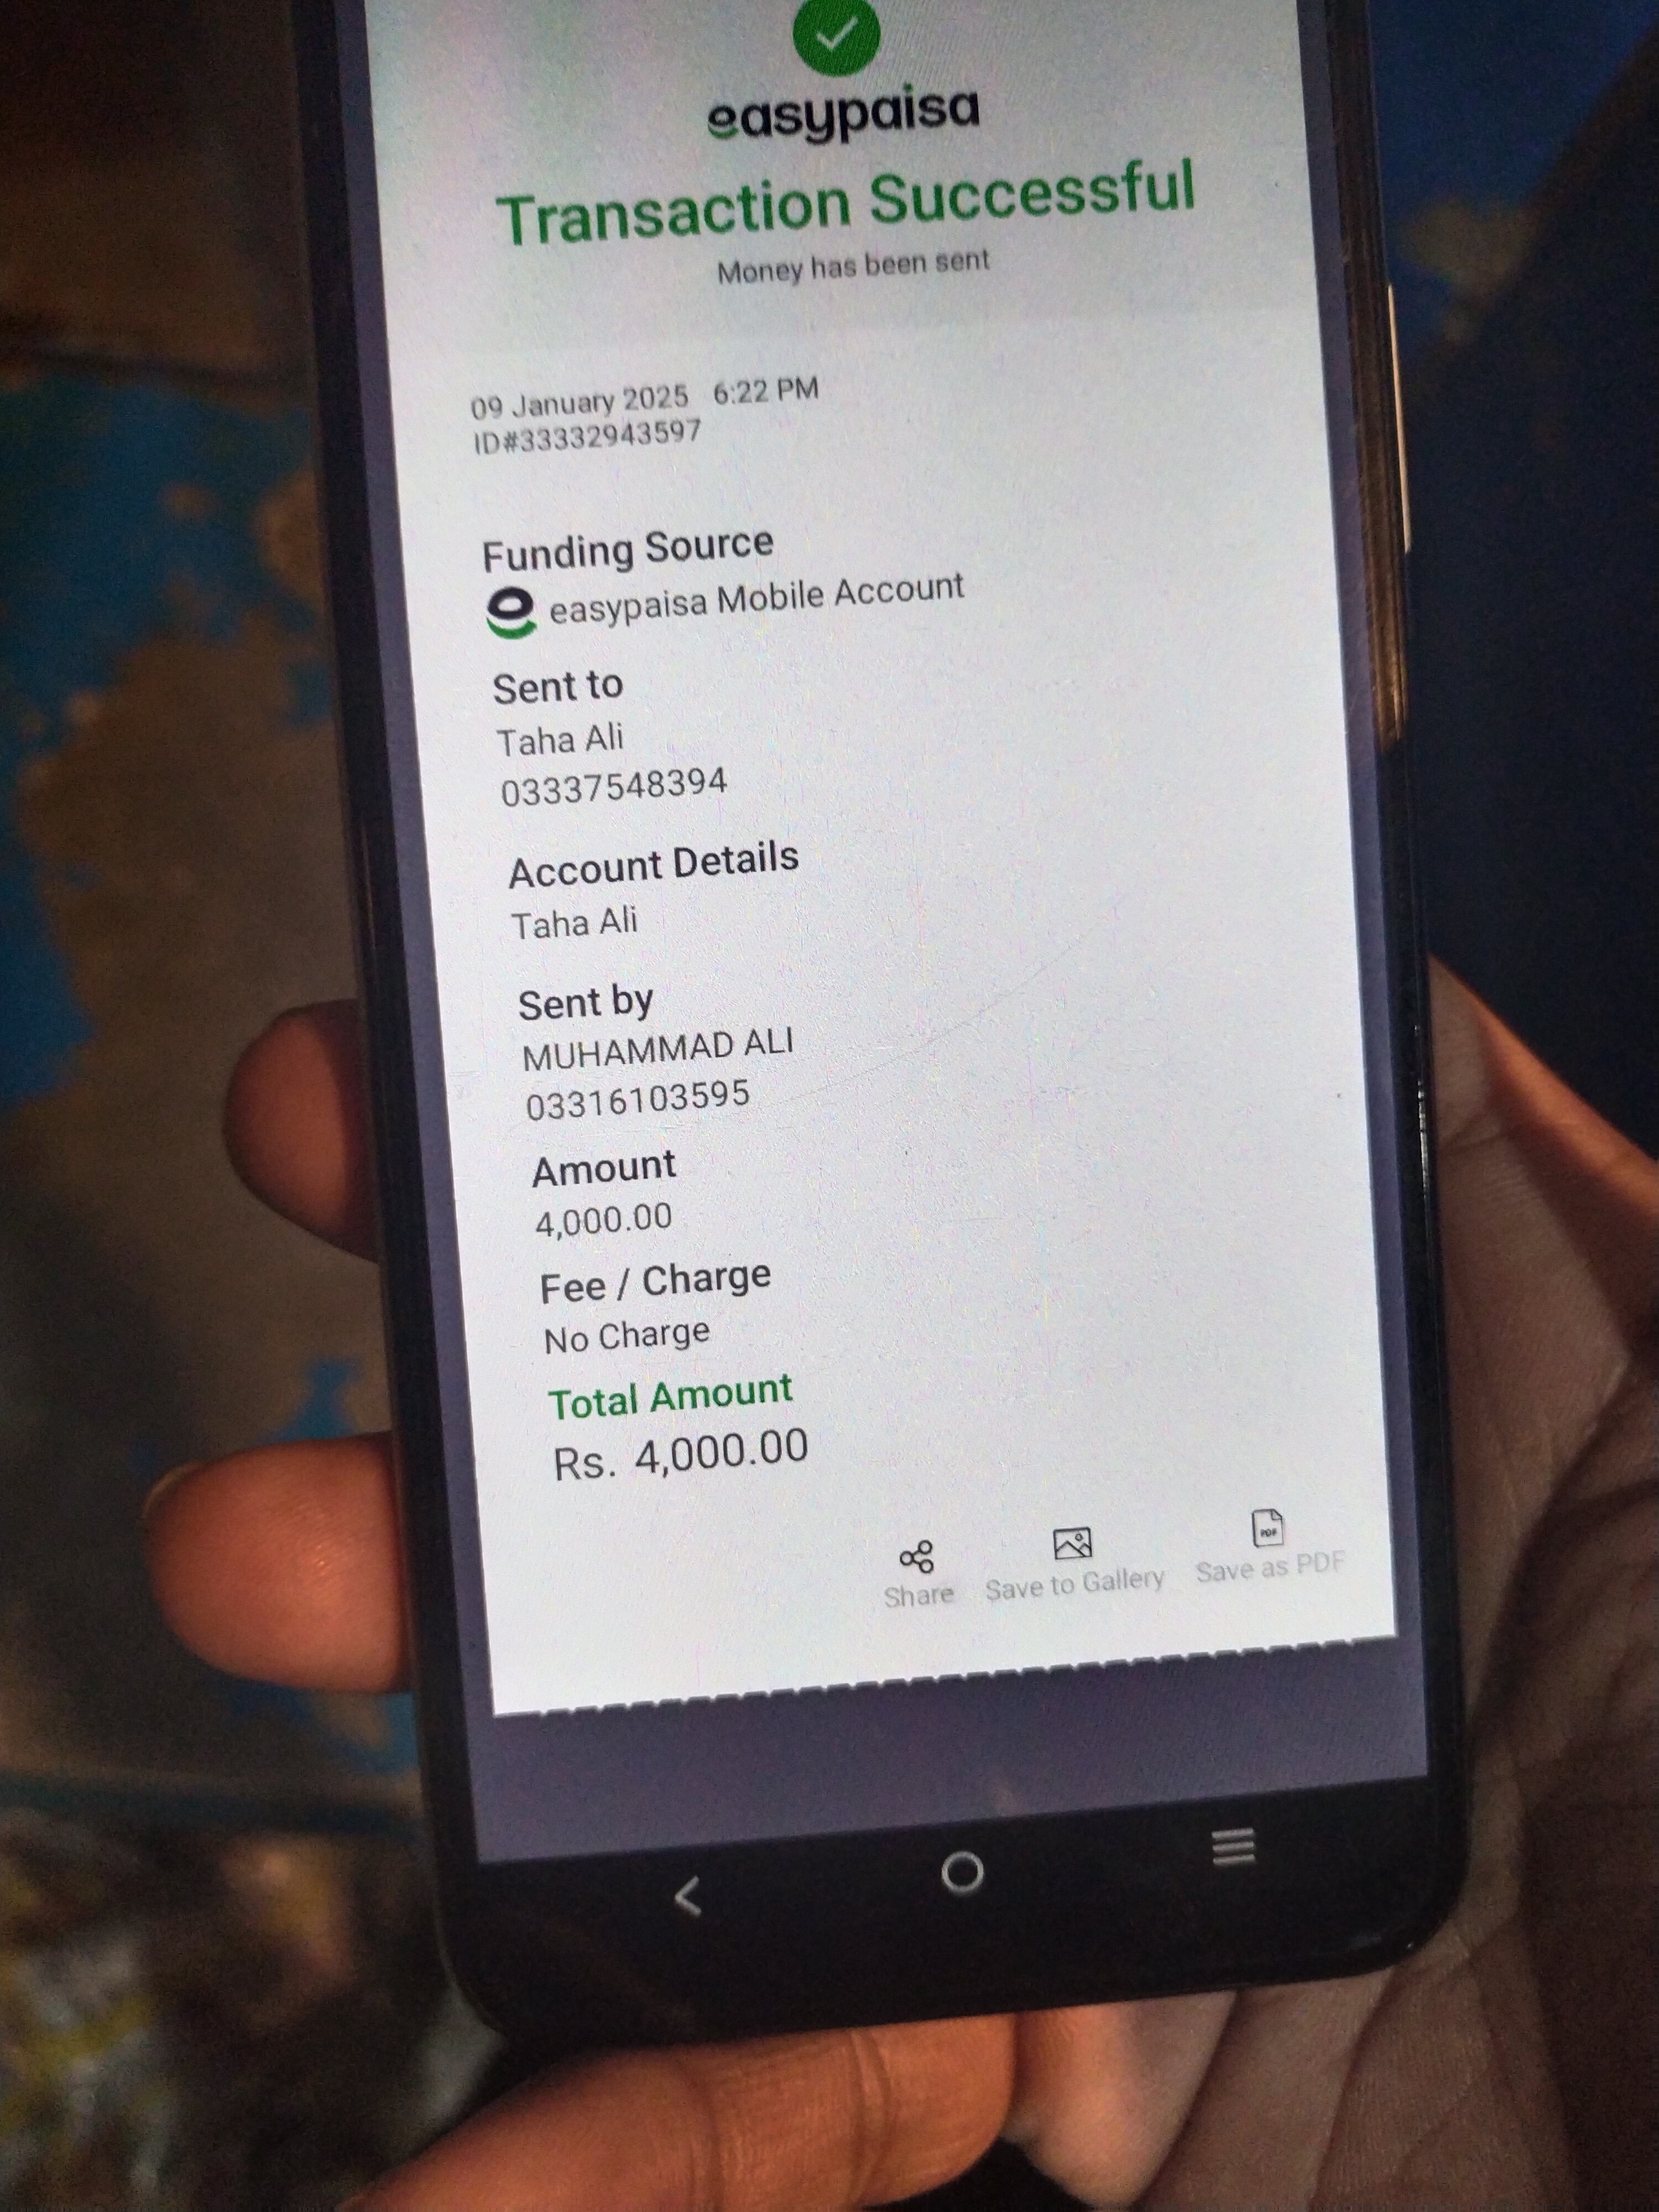 easypaisa
Transaction Successful
Money has been sent
09 January 2025 6:22 PM
ID#33332943597
Funding Source
easypaisa Mobile Account
Sent to
Taha Ali
03337548394
Account Details
Taha Ali
Sent by
MUHAMMAD ALI
03316103595
Amount
4,000.00
Fee / Charge
No Charge
Total Amount
Rs. 4,000.00
Share
Save to Gallery
PDF
Save as PDF